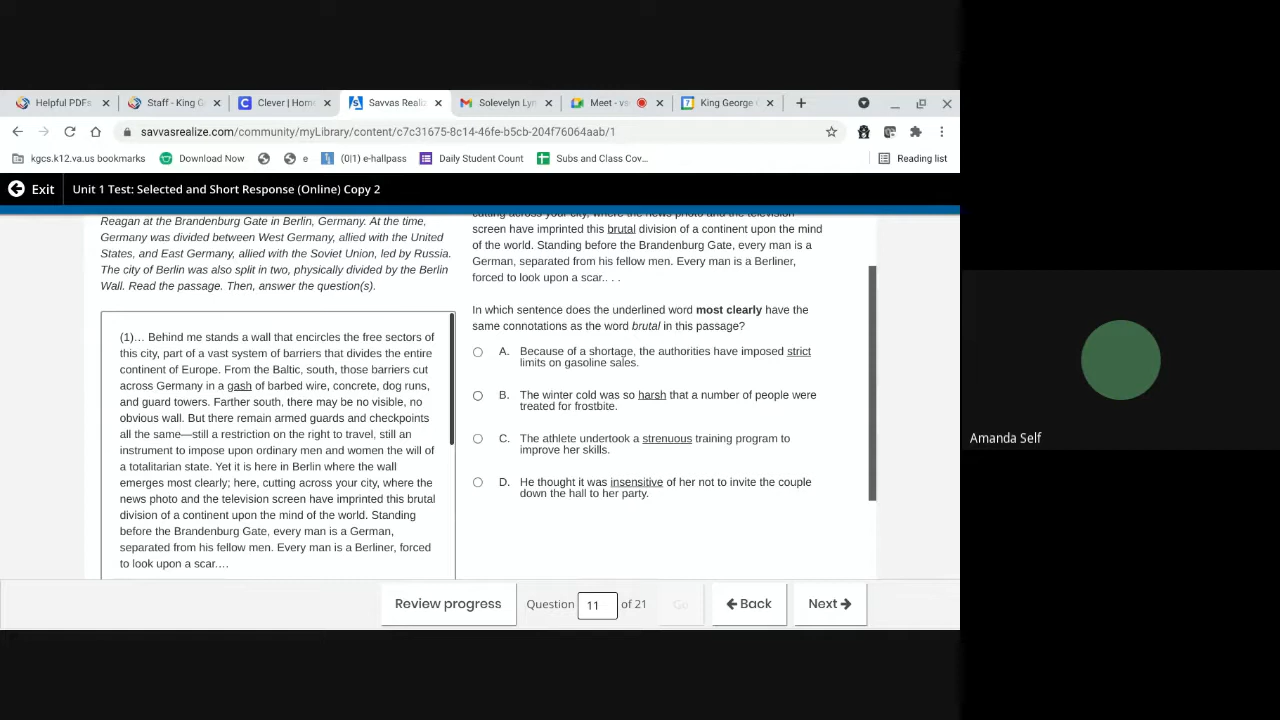 Helpful PDFs
Staff - King G
Clever | Hom
Savvas Realiz
Solevelyn Lyn
Meet - vs
King George
savvasrealize.com/community/myLibrary/content/c7c31675-8c14-46fe-b5cb-204f76064aab/1
kgcs.k12.va.us bookmarks
Download Now
e
(0|1) e-hallpass
Daily Student Count
Subs and Class Cov...
Reading list
Exit
Unit 1 Test: Selected and Short Response (Online) Copy 2
Reagan at the Brandenburg Gate in Berlin, Germany. At the time,
Germany was divided between West Germany, allied with the United
States, and East Germany, allied with the Soviet Union, led by Russia.
The city of Berlin was also split in two, physically divided by the Berlin
Wall. Read the passage. Then, answer the question(s).
(1)… Behind me stands a wall that encircles the free sectors of
this city, part of a vast system of barriers that divides the entire
continent of Europe. From the Baltic, south, those barriers cut
across Germany in a gash of barbed wire, concrete, dog runs,
and guard towers. Farther south, there may be no visible, no
obvious wall. But there remain armed guards and checkpoints
all the same—still a restriction on the right to travel, still an
instrument to impose upon ordinary men and women the will of
a totalitarian state. Yet it is here in Berlin where the wall
emerges most clearly; here, cutting across your city, where the
news photo and the television screen have imprinted this brutal
division of a continent upon the mind of the world. Standing
before the Brandenburg Gate, every man is a German,
separated from his fellow men. Every man is a Berliner, forced
to look upon a scar.…
cutting across your city, where the news photo and the television
screen have imprinted this brutal division of a continent upon the mind
of the world. Standing before the Brandenburg Gate, every man is a
German, separated from his fellow men. Every man is a Berliner,
forced to look upon a scar.. . .
In which sentence does the underlined word most clearly have the
same connotations as the word brutal in this passage?
A. Because of a shortage, the authorities have imposed strict
limits on gasoline sales.
B. The winter cold was so harsh that a number of people were
treated for frostbite.
C. The athlete undertook a strenuous training program to
improve her skills.
D. He thought it was insensitive of her not to invite the couple
down the hall to her party.
Review progress
Question 11 of 21
Go
Back
Next
Amanda Self